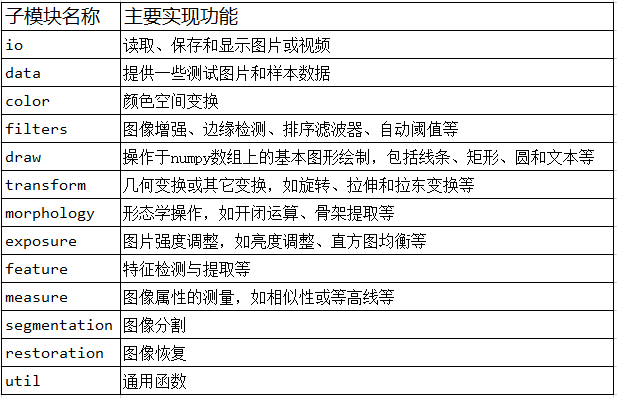 子模块名称 主要实现功能
io 读取、保存和显示图片或视频
data 提供一些测试图片和样本数据
color 颜色空间变换
filters 图像增强、边缘检测、排序滤波器、自动阈值等
draw 操作于numpy数组上的基本图形绘制，包括线条、矩形、圆和文本等
transform 几何变换或其它变换，如旋转、拉伸和拉东变换等
morphology 形态学操作，如开闭运算、骨架提取等
exposure 图片强度调整，如亮度调整、直方图均衡等
feature 特征检测与提取等
measure 图像属性的测量，如相似性或等高线等
segmentation 图像分割
restoration 图像恢复
util 通用函数